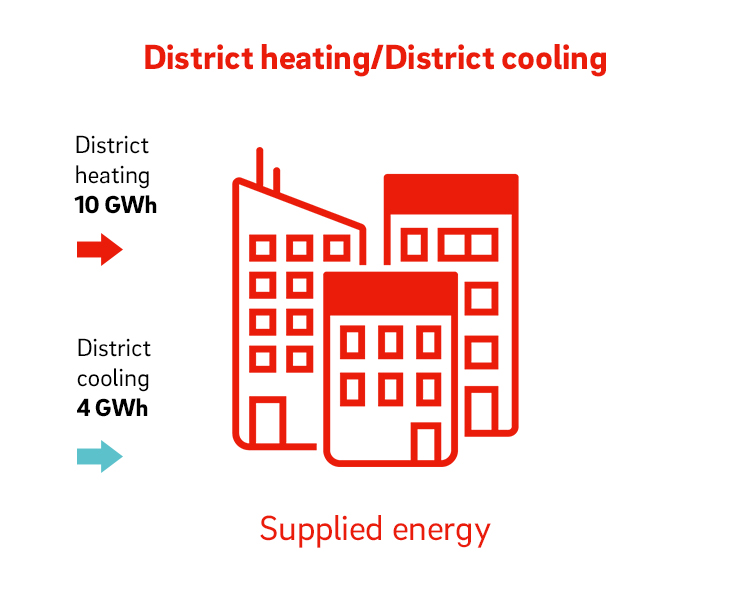 District heating/District cooling
District
heating
10 GWh
District
cooling
4 GWh
Supplied energy